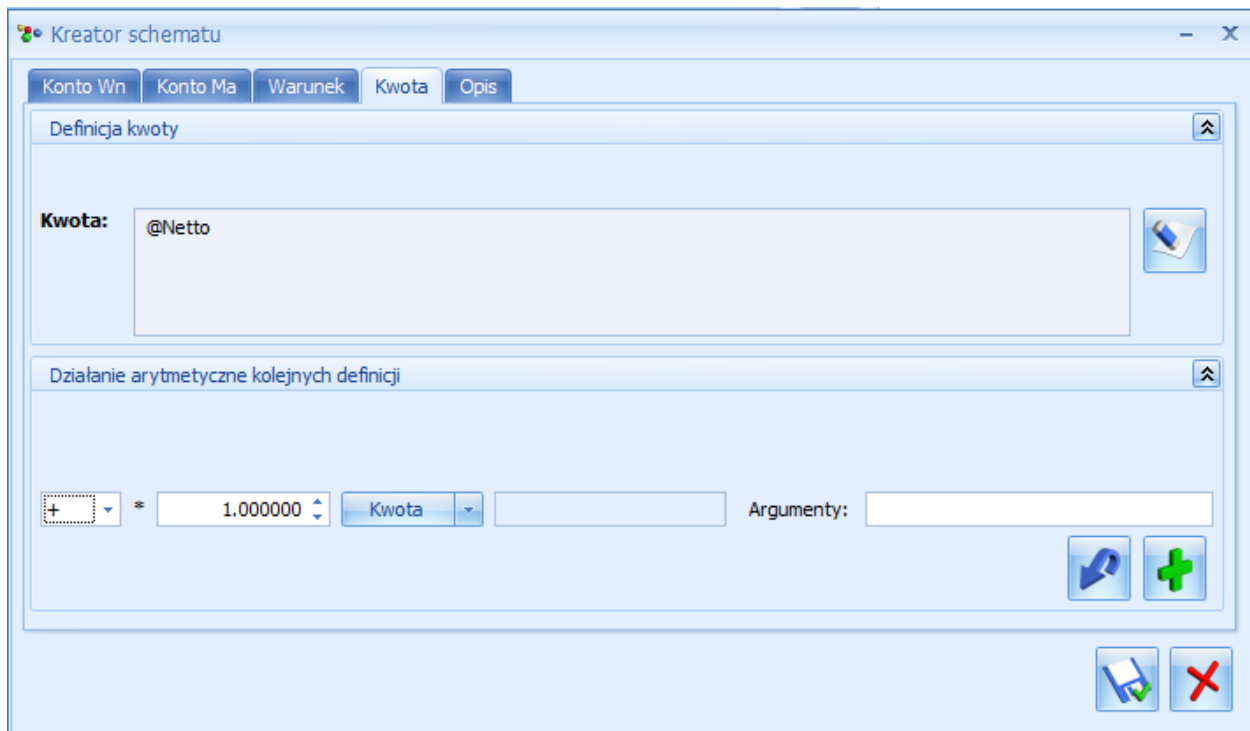 Kreator schematu
Konto Wn Konto Ma Warunek Kwota Opis
Definicja kwoty
Kwota: @Netto
Działanie arytmetyczne kolejnych definicji
+ * 1.000000 Kwota Argumenty: